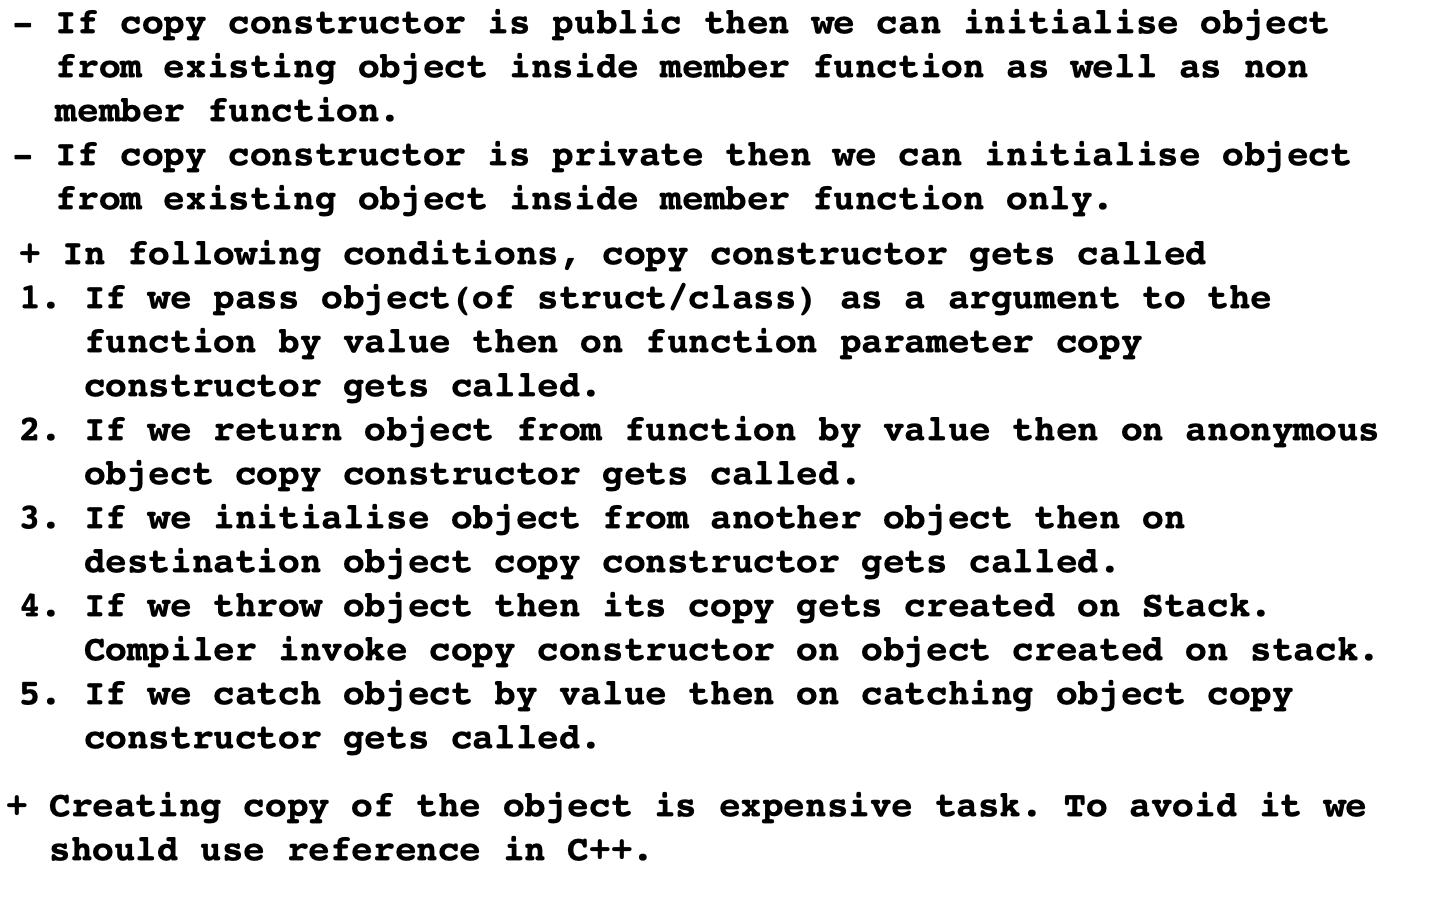 - If copy constructor is public then we can initialise object
from existing object inside member function as well as non
member function.
- If copy constructor is private then we can initialise object
from existing object inside member function only.
+ In following conditions, copy constructor gets called
1. If we pass object(of struct/class) as a argument to the
function by value then on function parameter copy
constructor gets called.
2. If we return object from function by value then on anonymous
object copy constructor gets called.
3. If we initialise object from another object then on
destination object copy constructor gets called.
4. If we throw object then its copy gets created on Stack.
Compiler invoke copy constructor on object created on stack.
5. If we catch object by value then on catching object copy
constructor gets called.
+ Creating copy of the object is expensive task. To avoid it we
should use reference in C++.